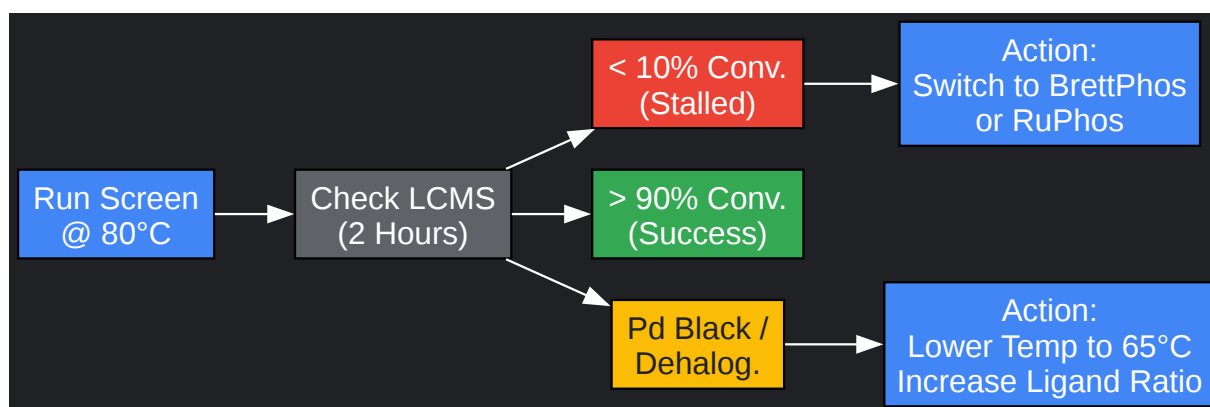 Run Screen
@ 80°C
Check LCMS
(2 Hours)
< 10% Conv.
(Stalled)
Action:
Switch to BrettPhos
or RuPhos
> 90% Conv.
(Success)
Pd Black /
Dehalog.
Action:
Lower Temp to 65°C
Increase Ligand Ratio